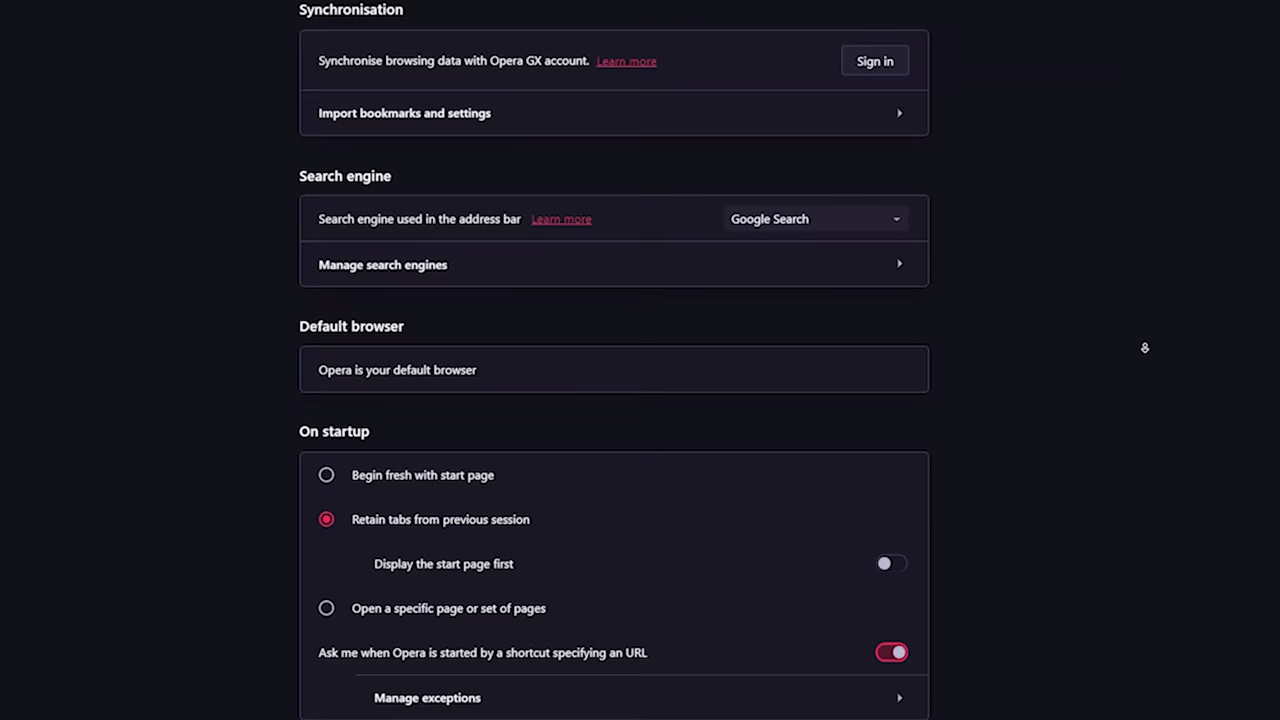 Synchronisation
Synchronise browsing data with Opera GX account. Learn more
Sign in
Import bookmarks and settings
Search engine
Search engine used in the address bar Learn more
Google Search
Manage search engines
Default browser
Opera is your default browser
On startup
Begin fresh with start page
Retain tabs from previous session
Display the start page first
Open a specific page or set of pages
Ask me when Opera is started by a shortcut specifying an URL
Manage exceptions